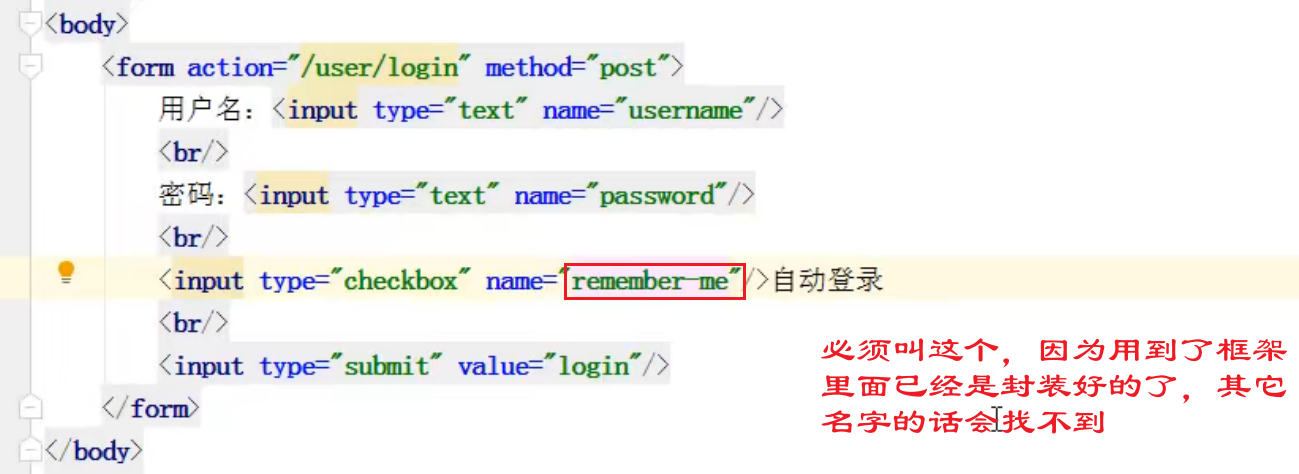 <body>
<form action="/user/login" method="post">
用户名：<input type="text" name="username"/>
<br/>
密码：<input type="text" name="password"/>
<br/>
<input type="checkbox" name="remember-me"/>自动登录
<br/>
<input type="submit" value="login"/>
</form>
</body>
必须叫这个，因为用到了框架
里面已经是封装好的了，其它
名字的话会找不到